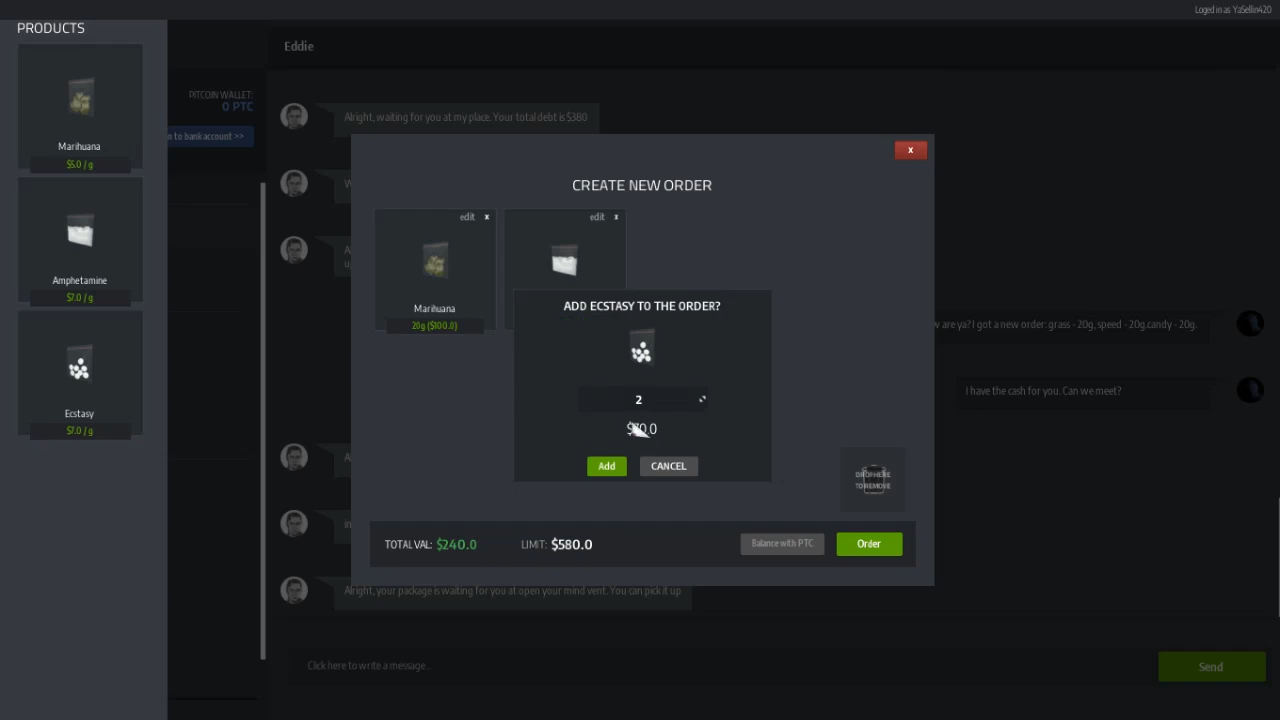 Loged in as YaSellin420
PRODUCTS
Marihuana
$5.0 / g
Amphetamine
$7.0 / g
Ecstasy
$7.0 / g
PITCOIN WALLET:
0 PTC
to bank account >>
Eddie
Alright, waiting for you at my place. Your total debt is $380
w are ya? I got a new order: grass - 20g, speed - 20g,candy - 20g.
I have the cash for you. Can we meet?
Alright, your package is waiting for you at open your mind vent. You can pick it up
Click here to write a message...
Send
x
CREATE NEW ORDER
edit x
Marihuana
20g ($100.0)
edit x
ADD ECSTASY TO THE ORDER?
2
Add
CANCEL
DROP HERE
TO REMOVE
TOTAL VAL: $240.0
LIMIT: $580.0
Balance with PTC
Order